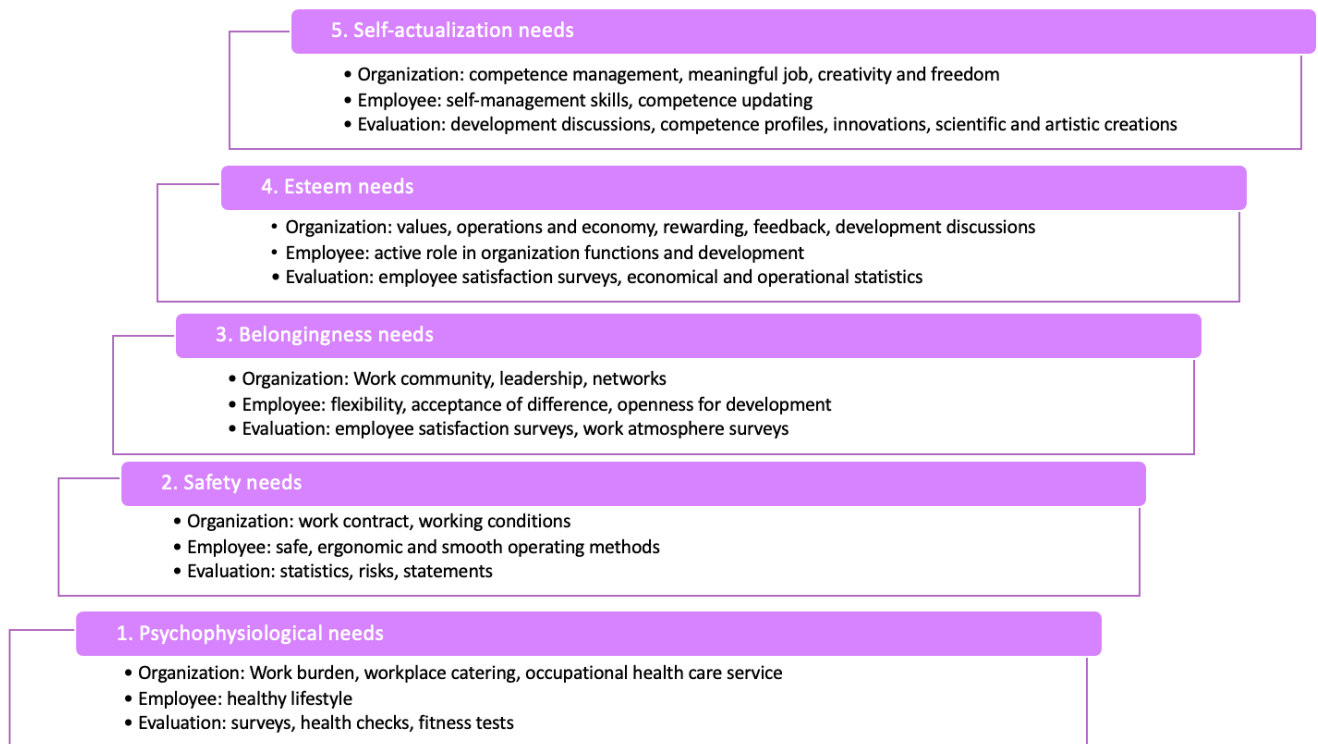 5. Self-actualization needs
• Organization: competence management, meaningful job, creativity and freedom
• Employee: self-management skills, competence updating
• Evaluation: development discussions, competence profiles, innovations, scientific and artistic creations
4. Esteem needs
• Organization: values, operations and economy, rewarding, feedback, development discussions
• Employee: active role in organization functions and development
• Evaluation: employee satisfaction surveys, economical and operational statistics
3. Belongingness needs
• Organization: Work community, leadership, networks
• Employee: flexibility, acceptance of difference, openness for development
• Evaluation: employee satisfaction surveys, work atmosphere surveys
2. Safety needs
• Organization: work contract, working conditions
• Employee: safe, ergonomic and smooth operating methods
• Evaluation: statistics, risks, statements
1. Psychophysiological needs
• Organization: Work burden, workplace catering, occupational health care service
• Employee: healthy lifestyle
• Evaluation: surveys, health checks, fitness tests